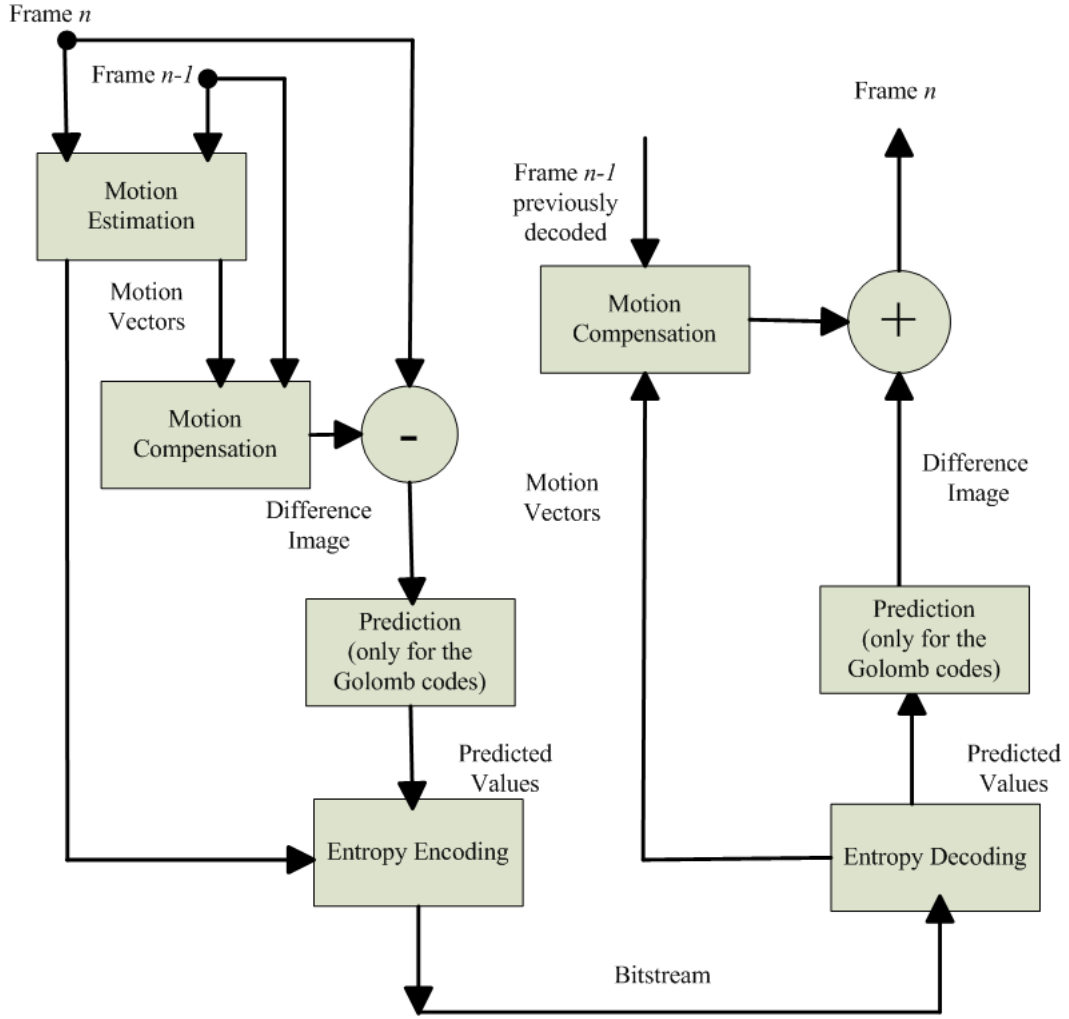 Frame n
Frame n-1
Motion
Estimation
Motion
Vectors
Motion
Compensation
-
Difference
Image
Prediction
(only for the
Golomb codes)
Predicted
Values
Entropy Encoding
Bitstream
Frame n
Frame n-1
previously
decoded
Motion
Compensation
+
Motion
Vectors
Difference
Image
Prediction
(only for the
Golomb codes)
Predicted
Values
Entropy Decoding